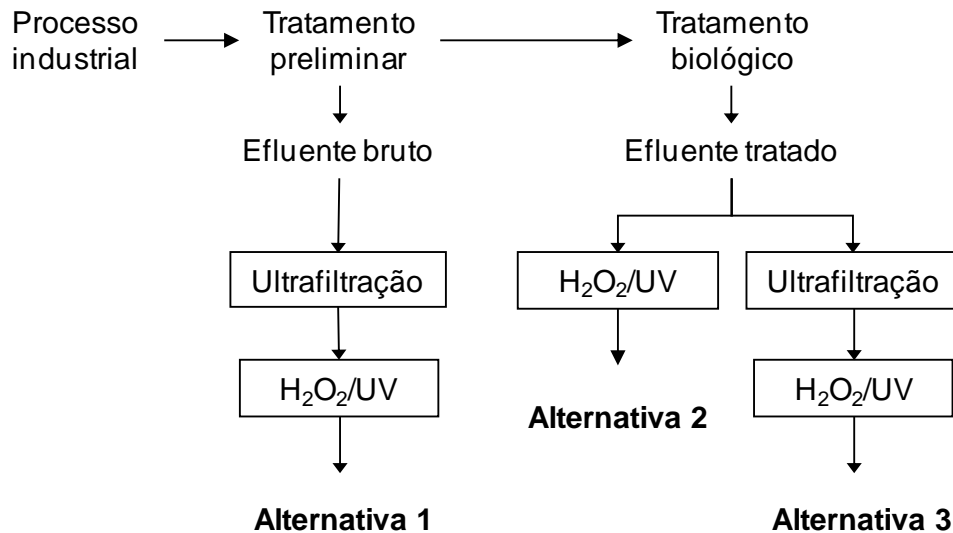 Processo
industrial
Tratamento
preliminar
Tratamento
biológico
Efluente bruto
Efluente tratado
Ultrafiltração
H₂O₂/UV
Ultrafiltração
H₂O₂/UV
H₂O₂/UV
Alternativa 2
Alternativa 1
Alternativa 3